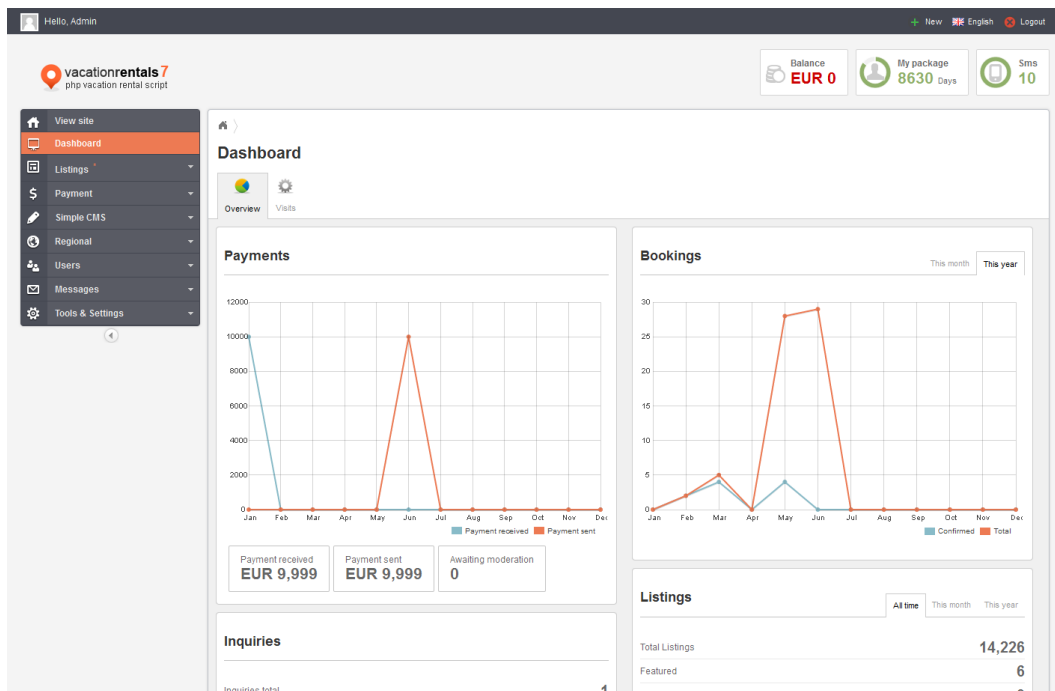 Hello, Admin
New English Logout
vacationrentals 7
php vacation rental script
Balance
EUR 0
My package
8630 Days
Sms
10
View site
Dashboard
Listings *
Payment
Simple CMS
Regional
Users
Messages
Tools & Settings
Dashboard
Overview Visits
Payments
12000
10000
8000
6000
4000
2000
0
Jan Feb Mar Apr May Jun Jul Aug Sep Oct Nov Dec
Payment received Payment sent
Payment received
EUR 9,999
Payment sent
EUR 9,999
Awaiting moderation
0
Inquiries
Inquiries total 1
Bookings
This month This year
30
25
20
15
10
5
0
Jan Feb Mar Apr May Jun Jul Aug Sep Oct Nov Dec
Confirmed Total
Listings
All time This month This year
Total Listings 14,226
Featured 6